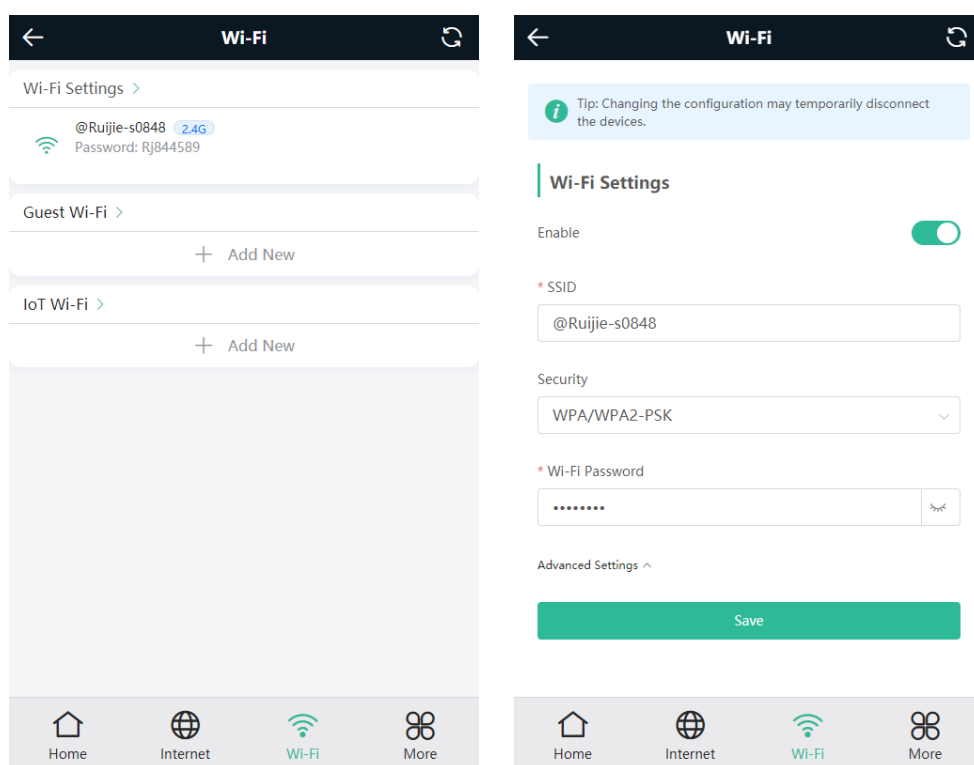 Wi-Fi
Wi-Fi Settings
@Ruijie-s0848 2.4G
Password: Rj844589
Guest Wi-Fi
Add New
IoT Wi-Fi
Add New
Home Internet Wi-Fi More
Wi-Fi
Tip: Changing the configuration may temporarily disconnect
the devices.
Wi-Fi Settings
Enable
* SSID
@Ruijie-s0848
Security
WPA/WPA2-PSK
* Wi-Fi Password
••••••••
Advanced Settings
Save
Home Internet Wi-Fi More